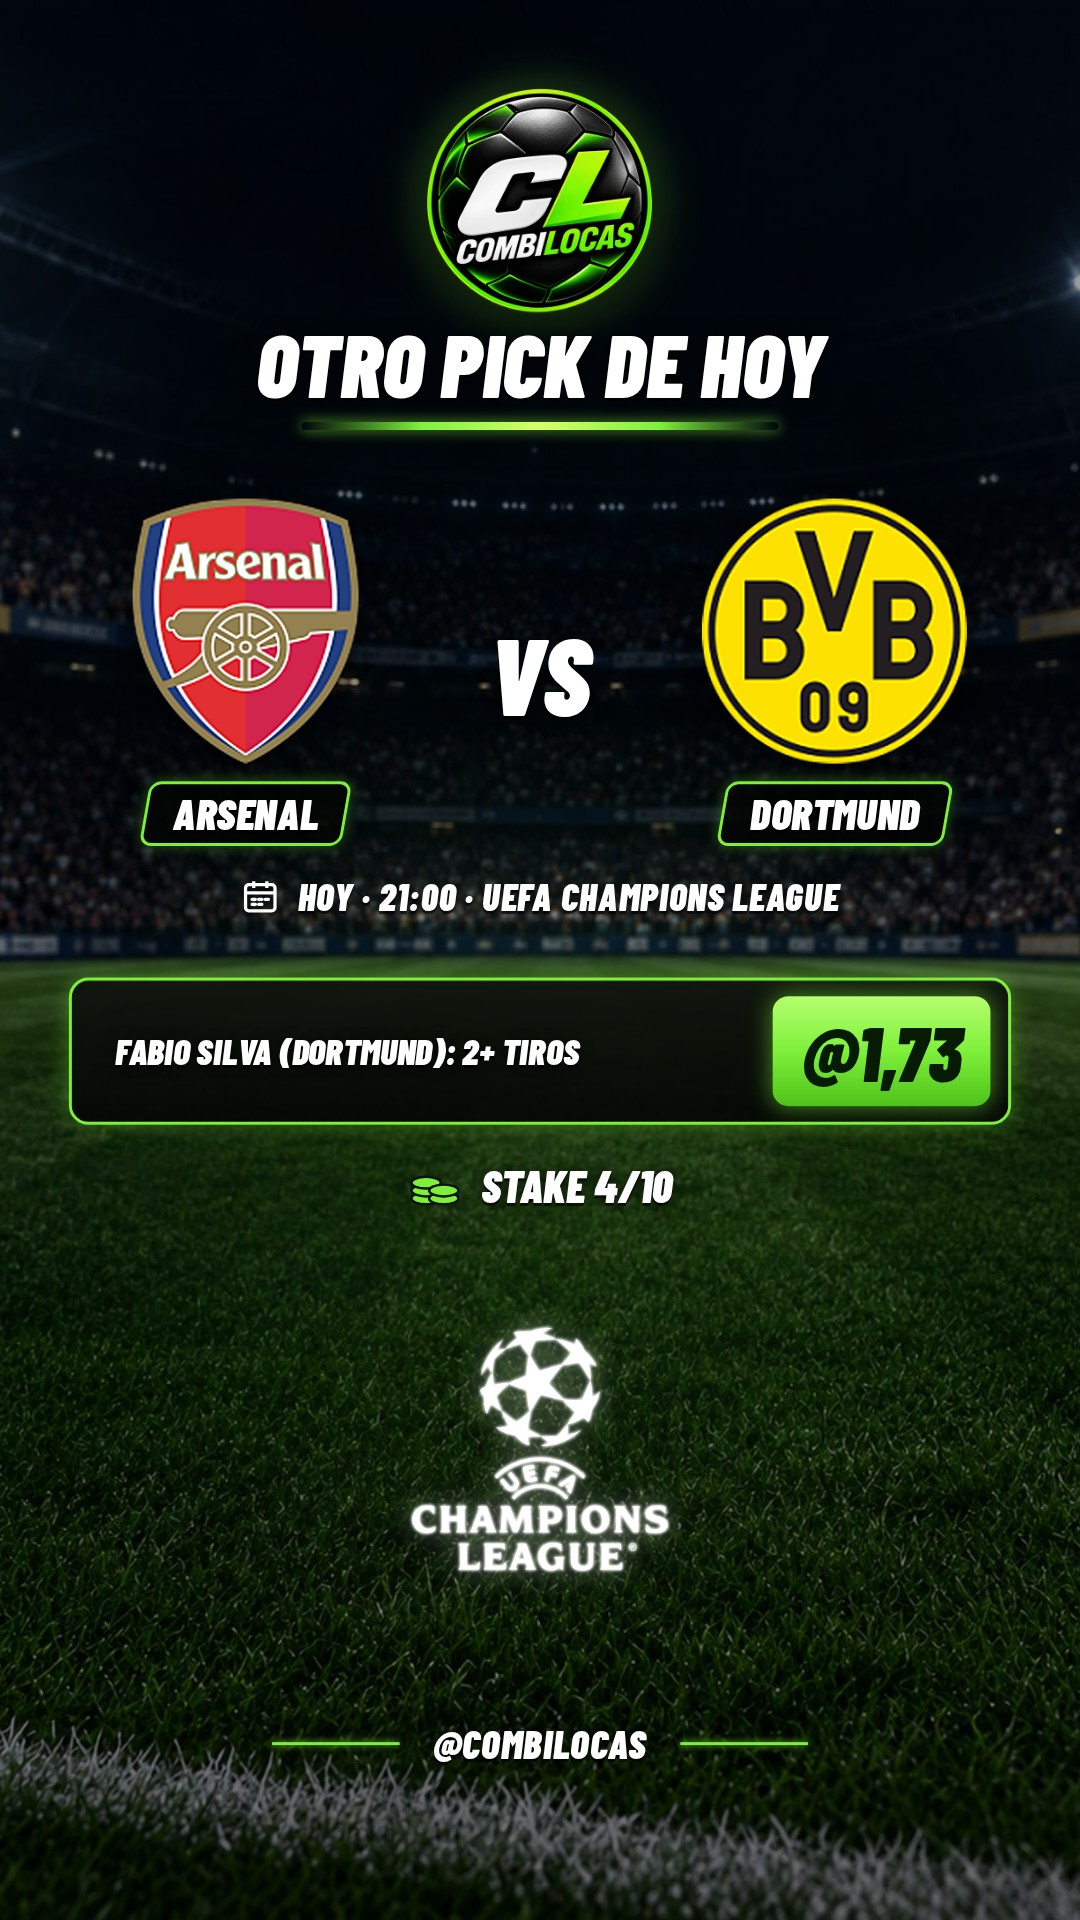 CL
COMBILOCAS
OTRO PICK DE HOY
Arsenal
BVB
09
VS
ARSENAL
DORTMUND
HOY · 21:00 · UEFA CHAMPIONS LEAGUE
FABIO SILVA (DORTMUND): 2+ TIROS
@1,73
STAKE 4/10
UEFA
CHAMPIONS
LEAGUE®
@COMBILOCAS